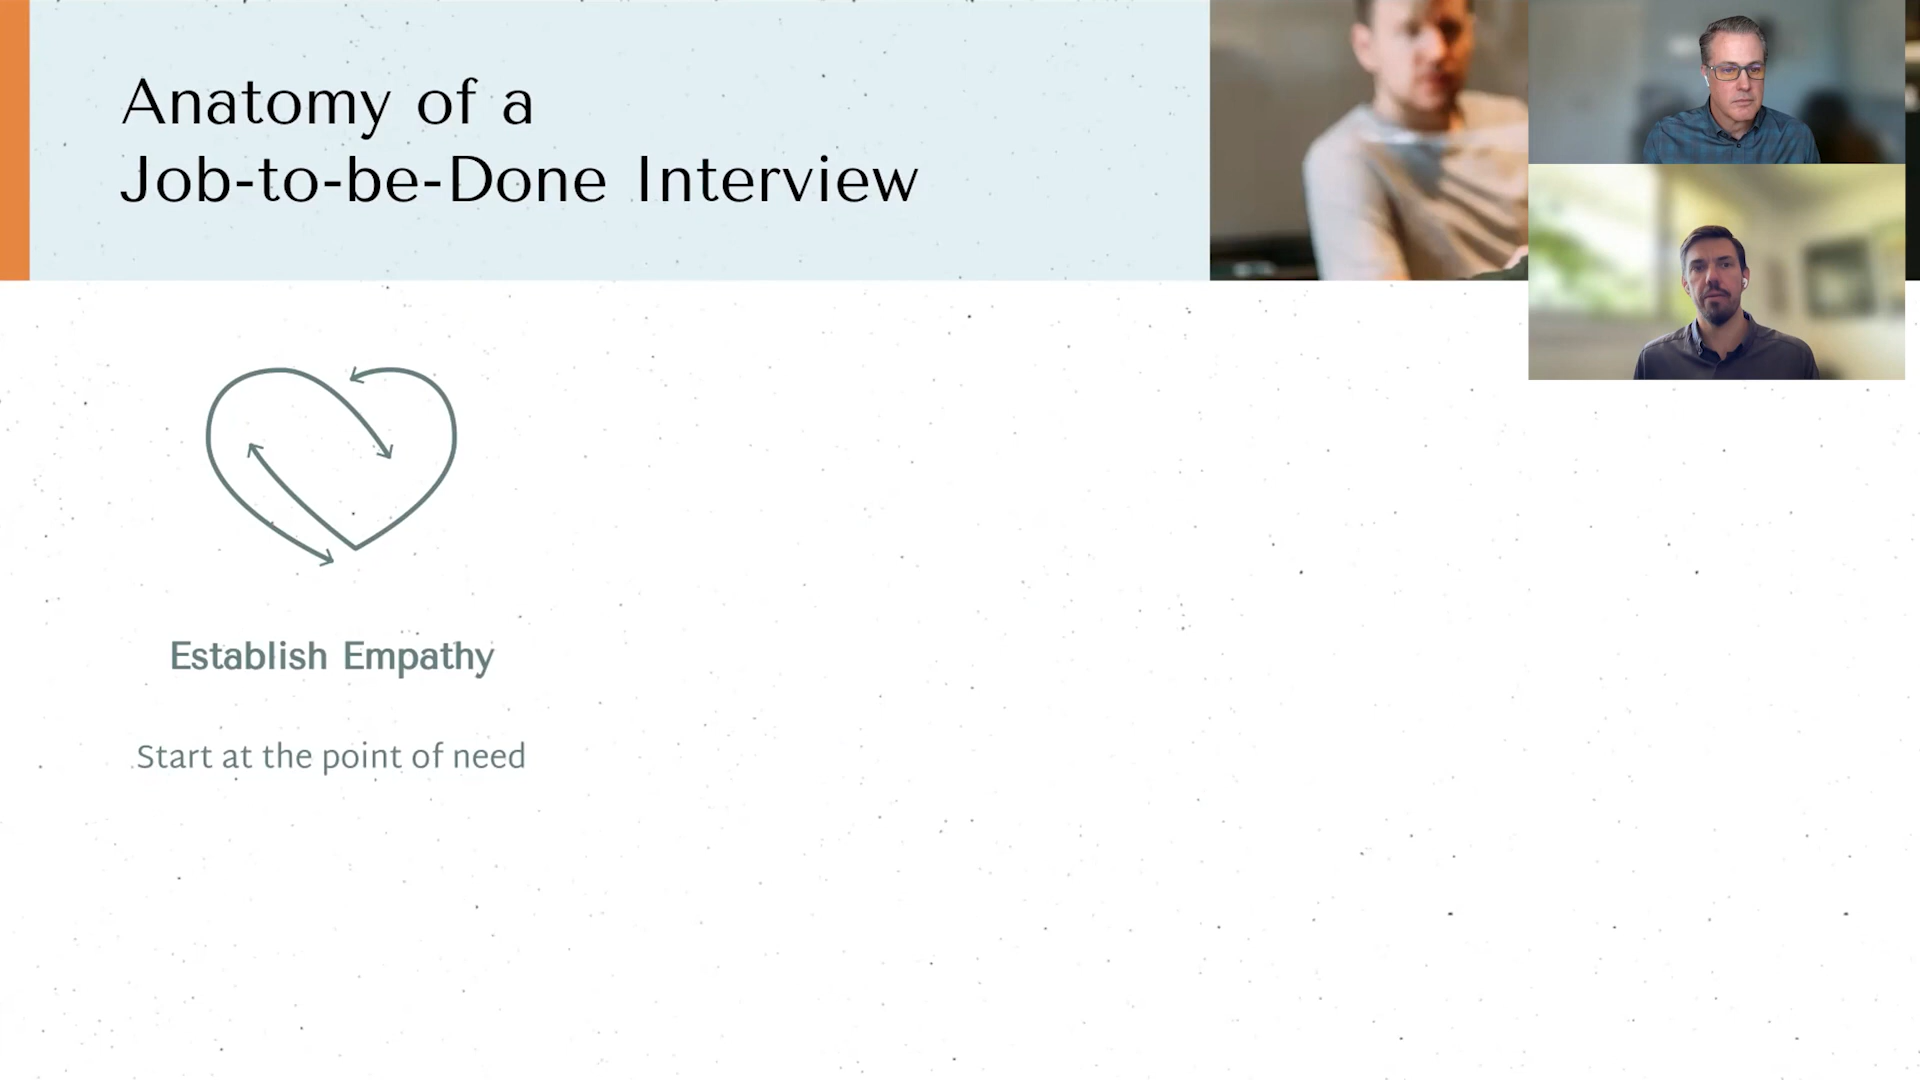 Anatomy of a
Job-to-be-Done Interview
Establish Empathy
Start at the point of need